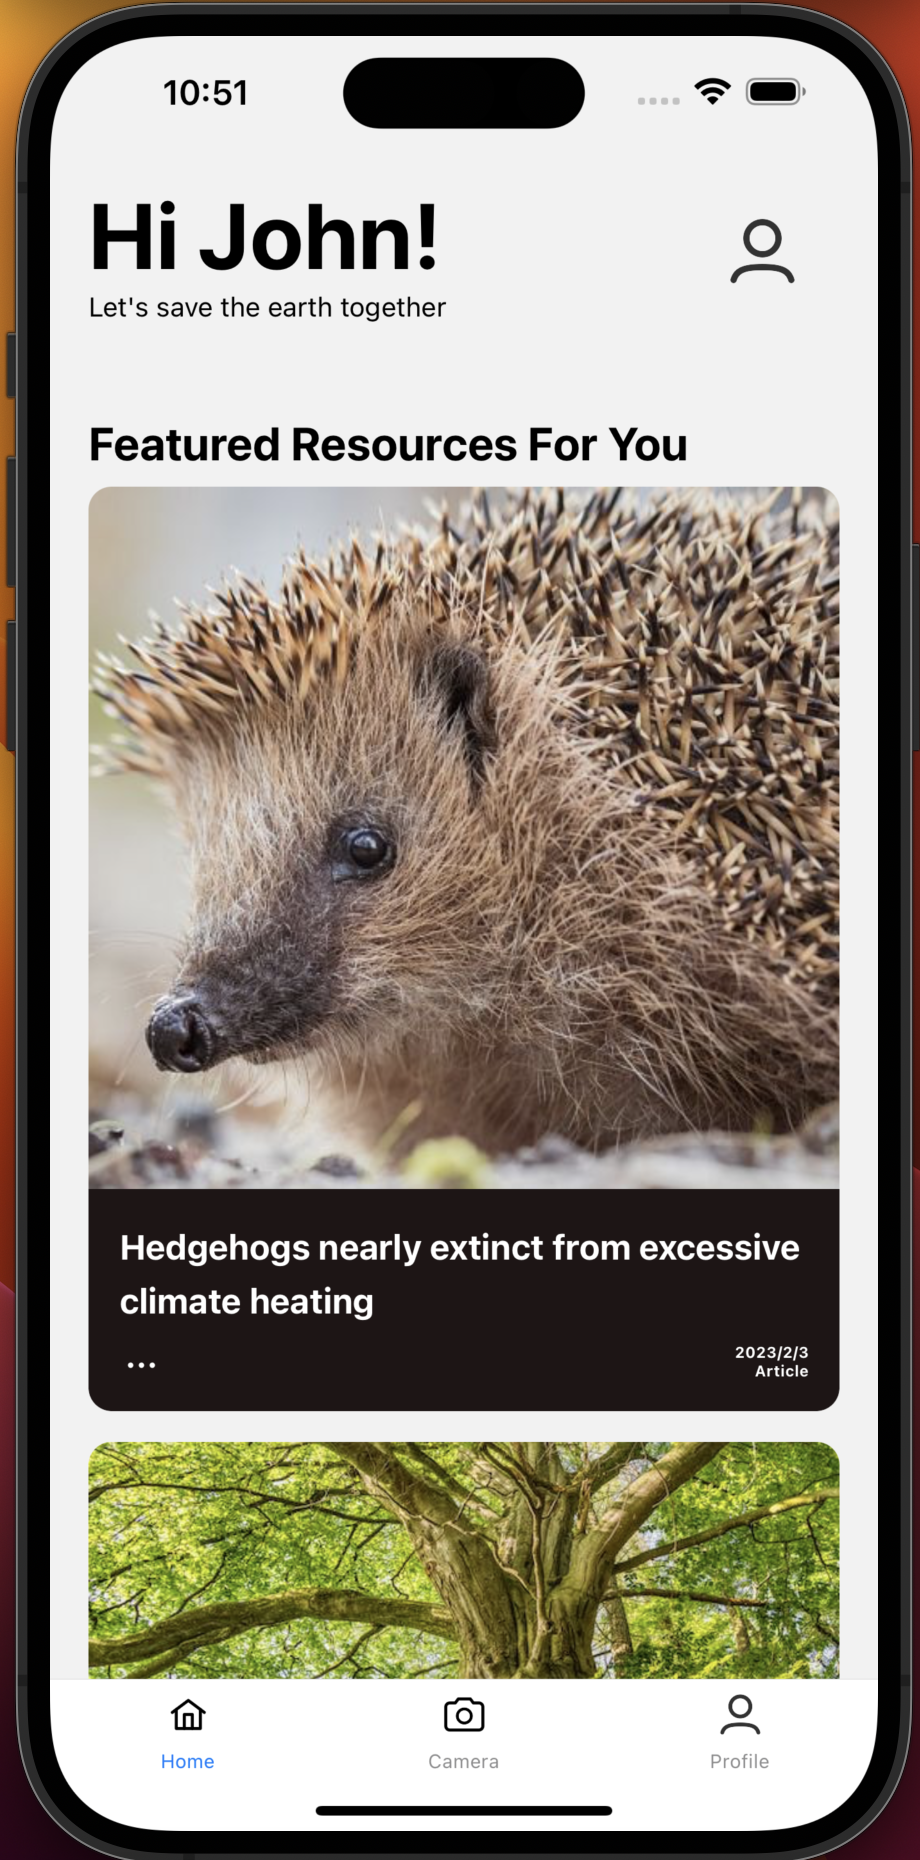 10:51
Hi John!
Let's save the earth together
Featured Resources For You
Hedgehogs nearly extinct from excessive
climate heating
...
2023/2/3
Article
Home
Camera
Profile